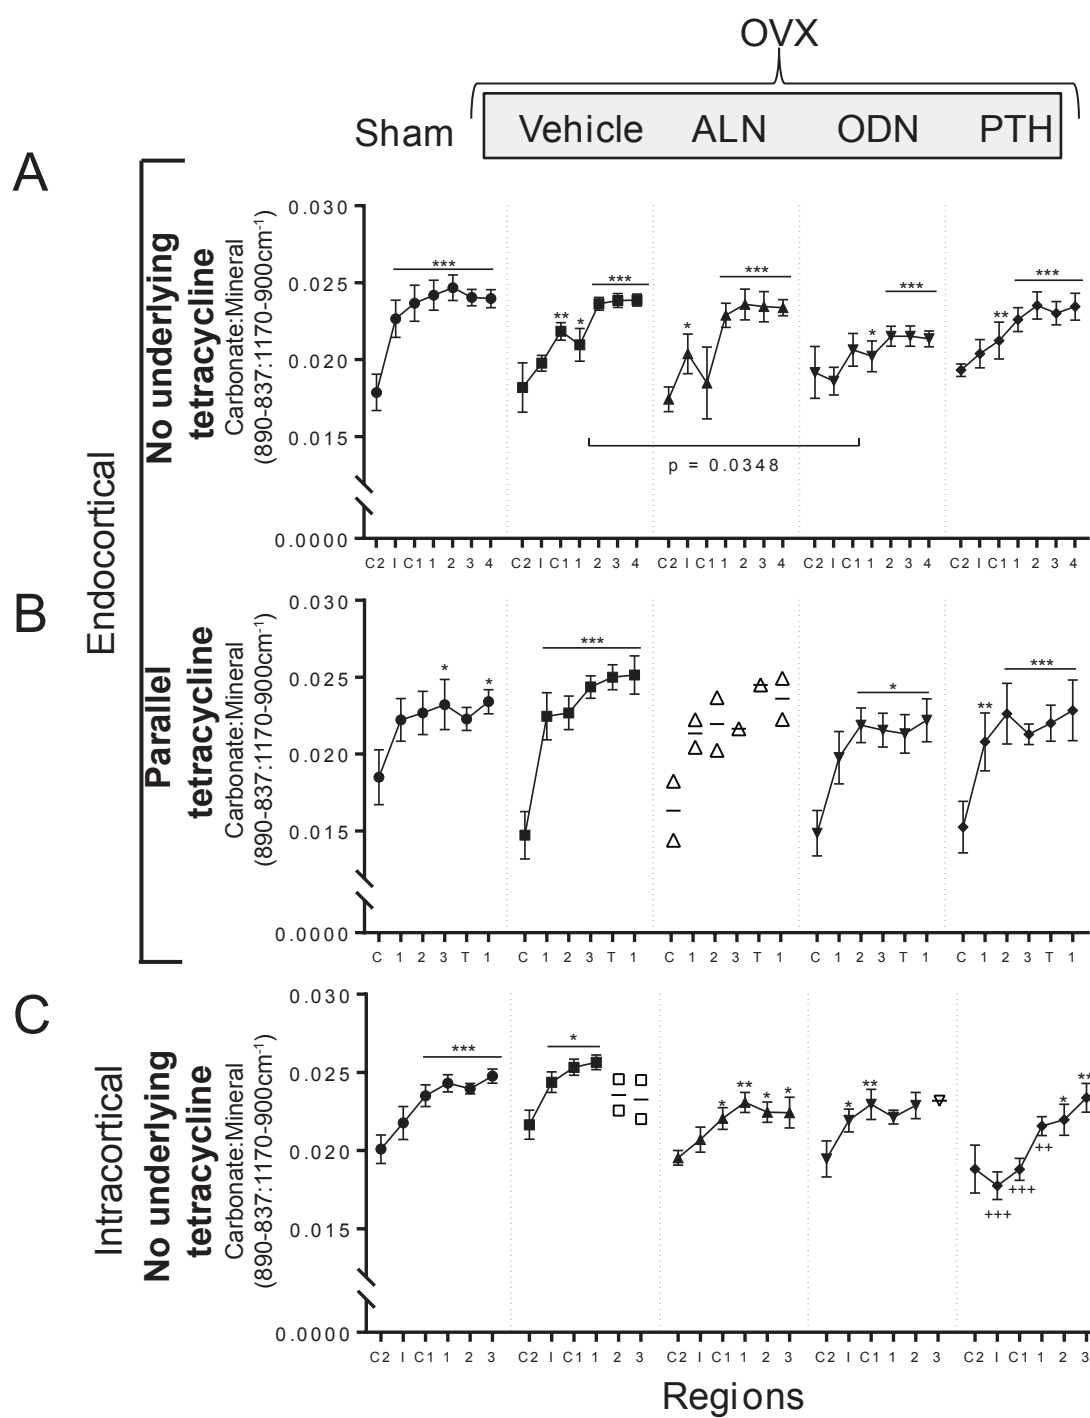 OVX
Sham Vehicle ALN ODN PTH
A
Endocortical
No underlying
tetracycline
Carbonate:Mineral
(890-837:1170-900cm-1)
0.030
0.025
0.020
0.015
0.0000
***
** * ***
* ***
* ***
** ***
p = 0.0348
C2 I C1 1 2 3 4 C2 I C1 1 2 3 4 C2 I C1 1 2 3 4 C2 I C1 1 2 3 4 C2 I C1 1 2 3 4
B
Parallel
tetracycline
Carbonate:Mineral
(890-837:1170-900cm-1)
0.030
0.025
0.020
0.015
0.0000
* *
***
*
** ***
C 1 2 3 T 1 C 1 2 3 T 1 C 1 2 3 T 1 C 1 2 3 T 1 C 1 2 3 T 1
C
Intracortical
No underlying
tetracycline
Carbonate:Mineral
(890-837:1170-900cm-1)
0.030
0.025
0.020
0.015
0.0000
***
*
* ** * *
* **
+++ +++ ++ * **
C2 I C1 1 2 3 C2 I C1 1 2 3 C2 I C1 1 2 3 C2 I C1 1 2 3 C2 I C1 1 2 3
Regions